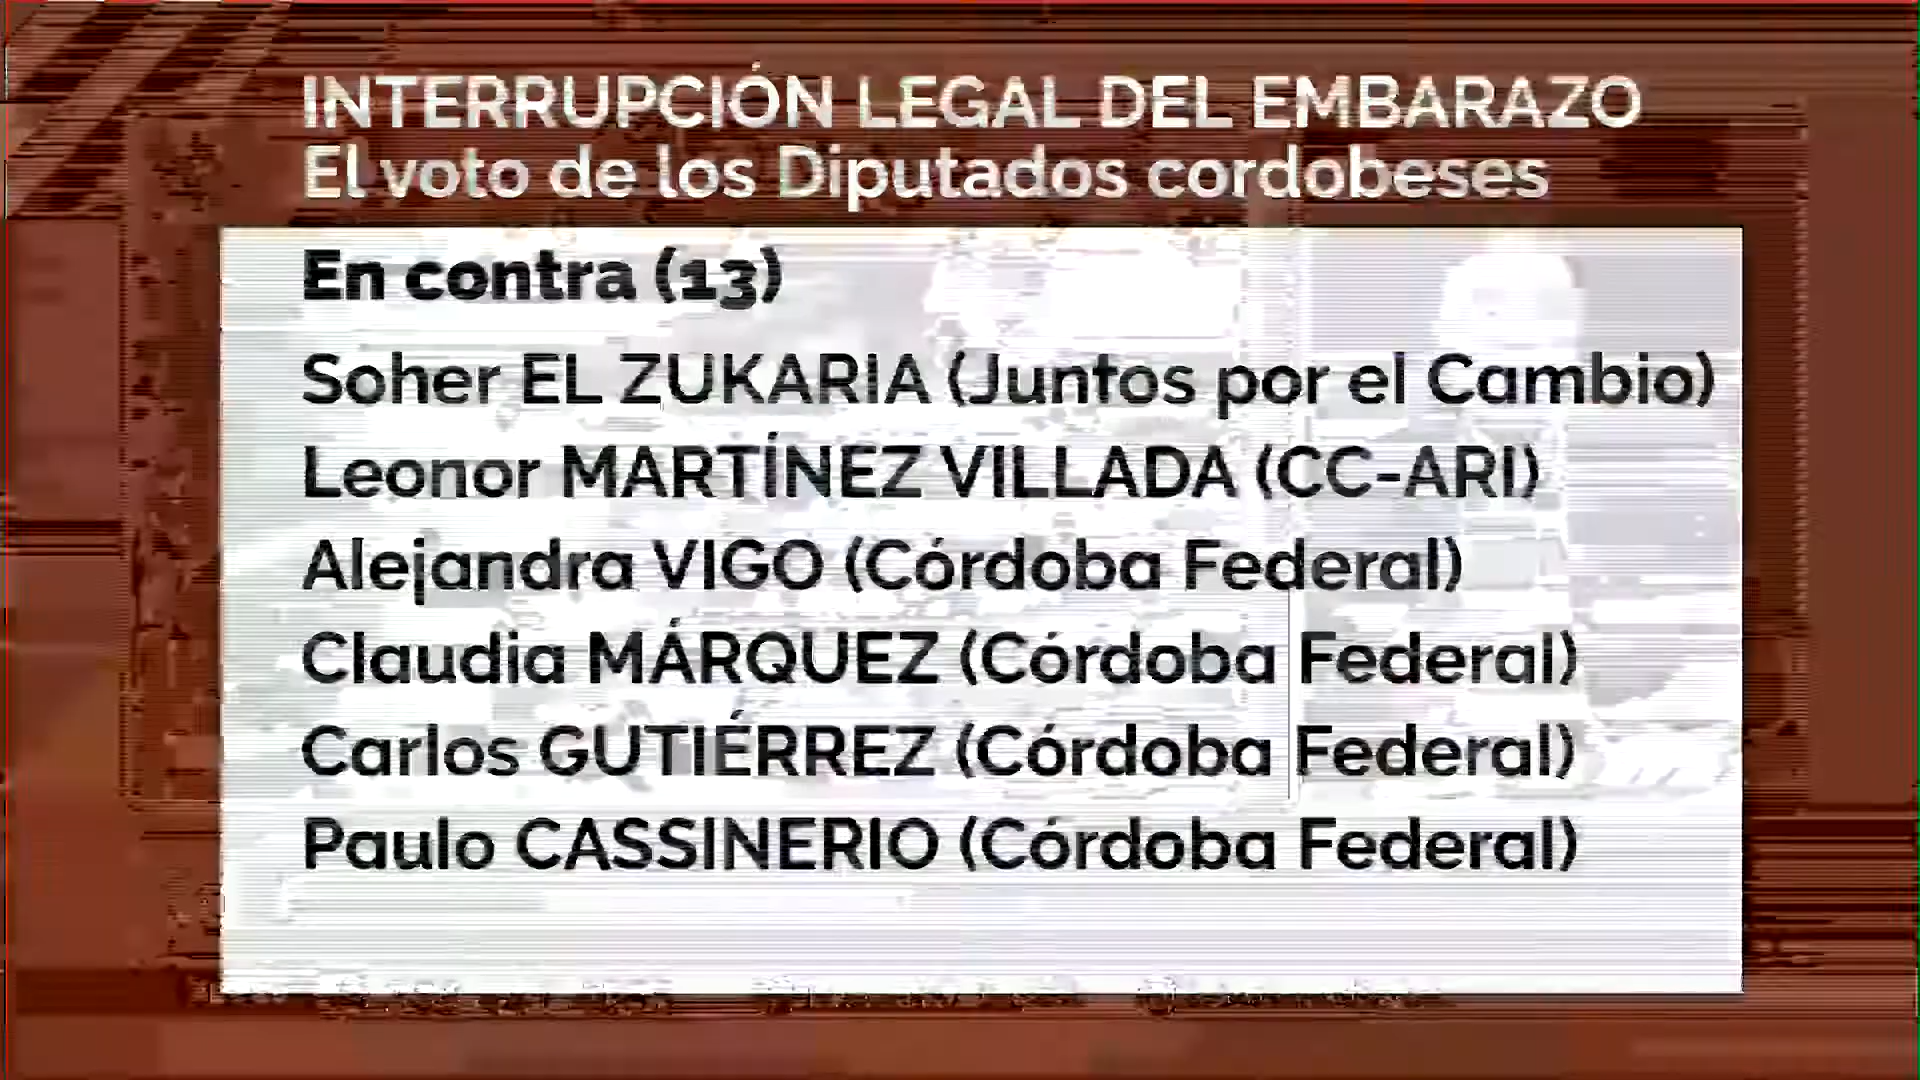 INTERRUPCIÓN LEGAL DEL EMBARAZO
El voto de los Diputados cordobeses
En contra (13)
Soher EL ZUKARIA (Juntos por el Cambio)
Leonor MARTÍNEZ VILLADA (CC-ARI)
Alejandra VIGO (Córdoba Federal)
Claudia MÁRQUEZ (Córdoba Federal)
Carlos GUTIÉRREZ (Córdoba Federal)
Paulo CASSINERIO (Córdoba Federal)